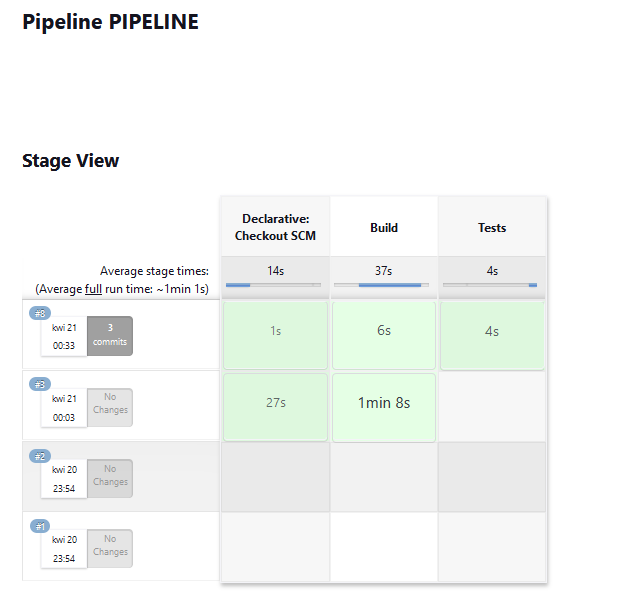 Pipeline PIPELINE
Stage View
Declarative:
Checkout SCM
Build
Tests
Average stage times:
(Average full run time: ~1min 1s)
14s
37s
4s
#8
kwi 21
00:33
3
commits
1s
6s
4s
#3
kwi 21
00:03
No
Changes
27s
1min 8s
#2
kwi 20
23:54
No
Changes
#1
kwi 20
23:54
No
Changes